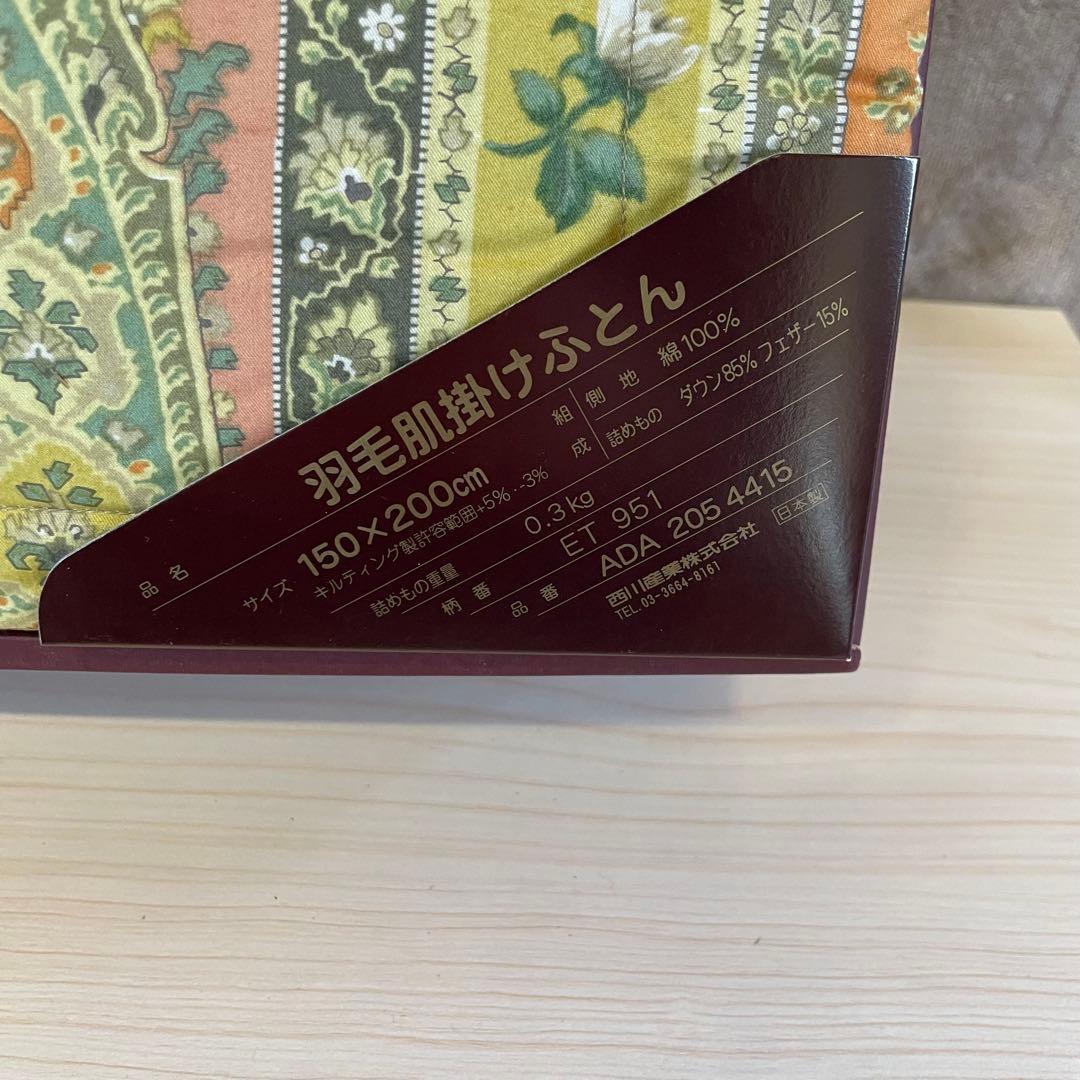 品名 羽毛肌掛けふとん
サイズ 150×200cm
キルティング製許容範囲+5%・-3%
組成 側地 綿100%
詰めもの ダウン85% フェザー15%
詰めもの重量 0.3kg
柄番 ET 951
品番 ADA 205 4415
西川産業株式会社 日本製
TEL.03-3664-8161